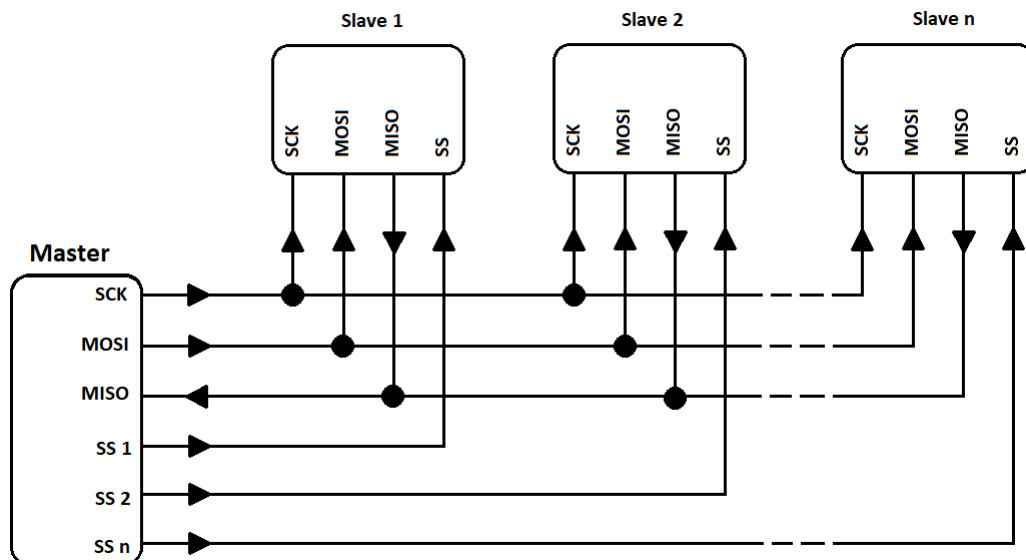 Slave 1
Slave 2
Slave n
SCK
MOSI
MISO
SS
SCK
MOSI
MISO
SS
SCK
MOSI
MISO
SS
Master
SCK
MOSI
MISO
SS 1
SS 2
SS n